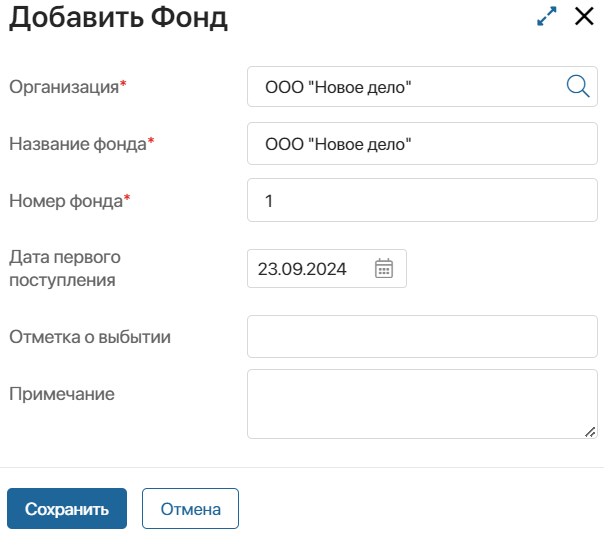 Добавить Фонд
Организация*
ООО "Новое дело"
Название фонда*
ООО "Новое дело"
Номер фонда*
1
Дата первого
поступления
23.09.2024
Отметка о выбытии
Примечание
Сохранить
Отмена